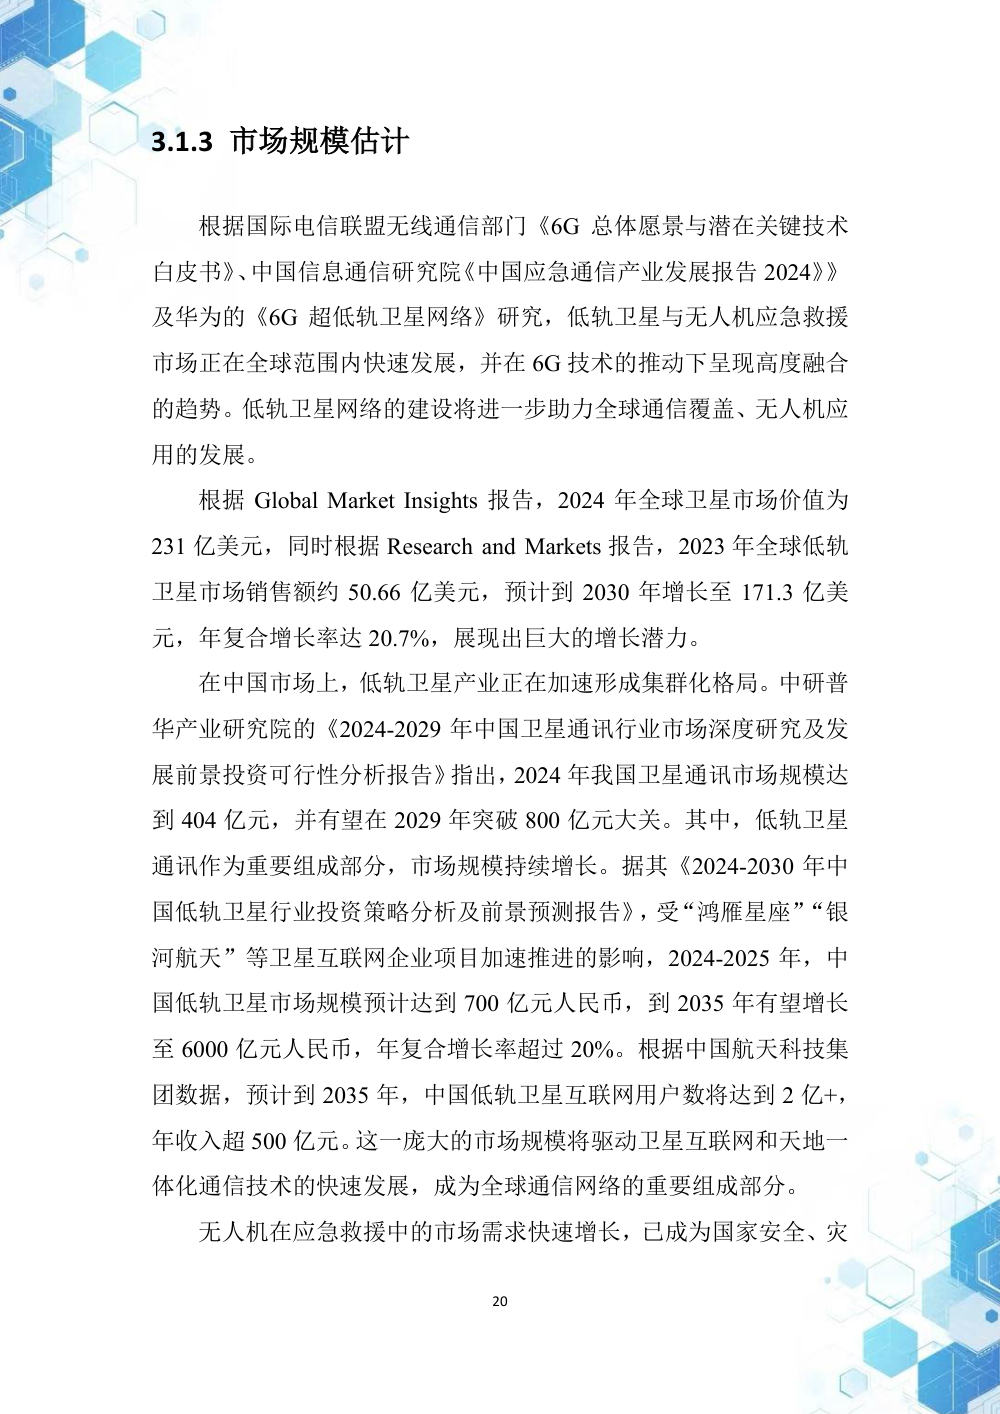 3.1.3 市场规模估计
根据国际电信联盟无线通信部门《6G 总体愿景与潜在关键技术
白皮书》、中国信息通信研究院《中国应急通信产业发展报告 2024》》
及华为的《6G 超低轨卫星网络》研究，低轨卫星与无人机应急救援
市场正在全球范围内快速发展，并在 6G 技术的推动下呈现高度融合
的趋势。低轨卫星网络的建设将进一步助力全球通信覆盖、无人机应
用的发展。
根据 Global Market Insights 报告，2024 年全球卫星市场价值为
231 亿美元，同时根据 Research and Markets 报告，2023 年全球低轨
卫星市场销售额约 50.66 亿美元，预计到 2030 年增长至 171.3 亿美
元，年复合增长率达 20.7%，展现出巨大的增长潜力。
在中国市场上，低轨卫星产业正在加速形成集群化格局。中研普
华产业研究院的《2024-2029 年中国卫星通讯行业市场深度研究及发
展前景投资可行性分析报告》指出，2024 年我国卫星通讯市场规模达
到 404 亿元，并有望在 2029 年突破 800 亿元大关。其中，低轨卫星
通讯作为重要组成部分，市场规模持续增长。据其《2024-2030 年中
国低轨卫星行业投资策略分析及前景预测报告》，受“鸿雁星座”“银
河航天”等卫星互联网企业项目加速推进的影响，2024-2025 年，中
国低轨卫星市场规模预计达到 700 亿元人民币，到 2035 年有望增长
至 6000 亿元人民币，年复合增长率超过 20%。根据中国航天科技集
团数据，预计到 2035 年，中国低轨卫星互联网用户数将达到 2 亿+，
年收入超 500 亿元。这一庞大的市场规模将驱动卫星互联网和天地一
体化通信技术的快速发展，成为全球通信网络的重要组成部分。
无人机在应急救援中的市场需求快速增长，已成为国家安全、灾
20